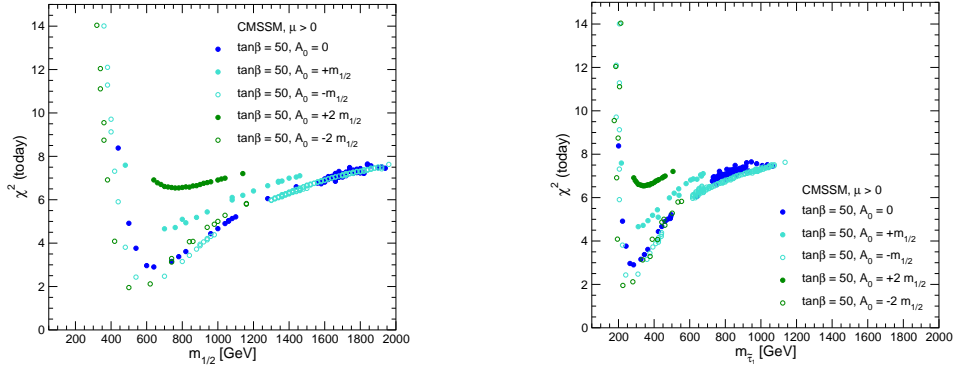 CMSSM, μ > 0
tanβ = 50, A₀ = 0
tanβ = 50, A₀ = +m₁/₂
tanβ = 50, A₀ = -m₁/₂
tanβ = 50, A₀ = +2 m₁/₂
tanβ = 50, A₀ = -2 m₁/₂
χ² (today)
14
12
10
8
6
4
2
0
200 400 600 800 1000 1200 1400 1600 1800 2000
m₁/₂ [GeV]
χ² (today)
14
12
10
8
6
4
2
0
CMSSM, μ > 0
tanβ = 50, A₀ = 0
tanβ = 50, A₀ = +m₁/₂
tanβ = 50, A₀ = -m₁/₂
tanβ = 50, A₀ = +2 m₁/₂
tanβ = 50, A₀ = -2 m₁/₂
200 400 600 800 1000 1200 1400 1600 1800 2000
m_τ̃₁ [GeV]